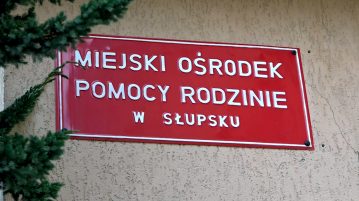 MIEJSKI OŚRODEK
POMOCY RODZINIE
W SŁUPSKU